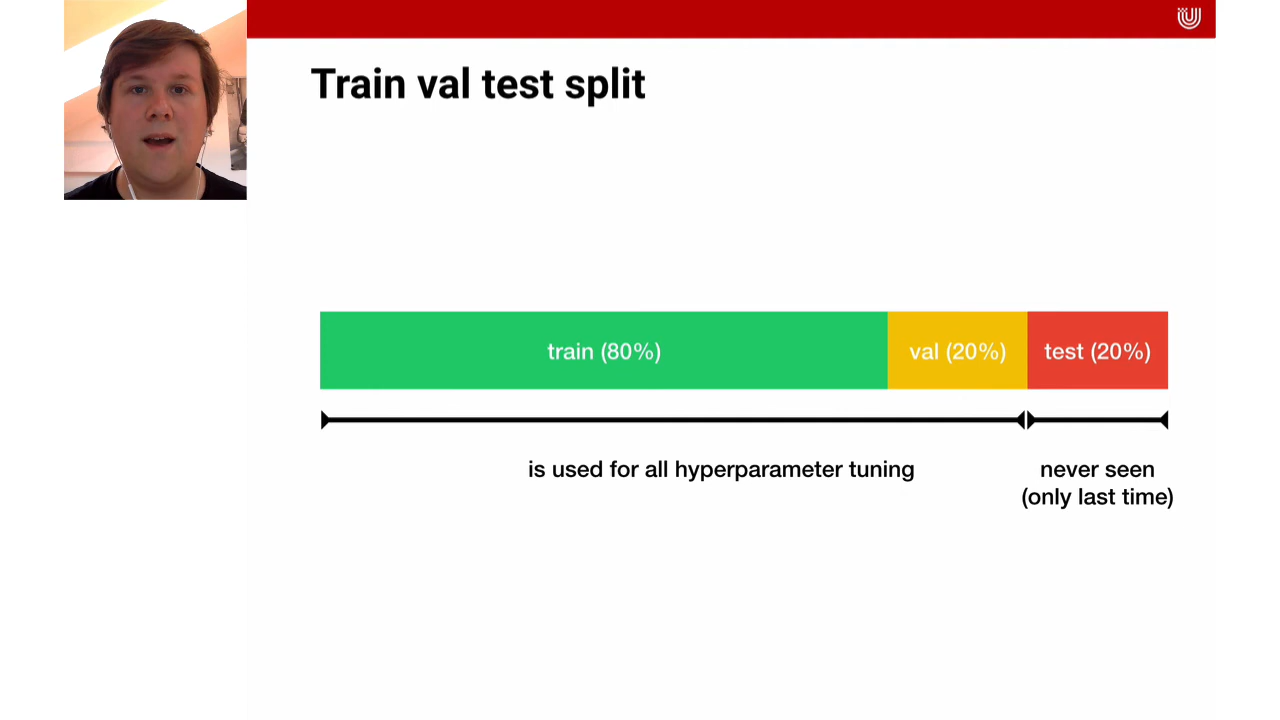 Train val test split
train (80%)
val (20%)
test (20%)
is used for all hyperparameter tuning
never seen
(only last time)